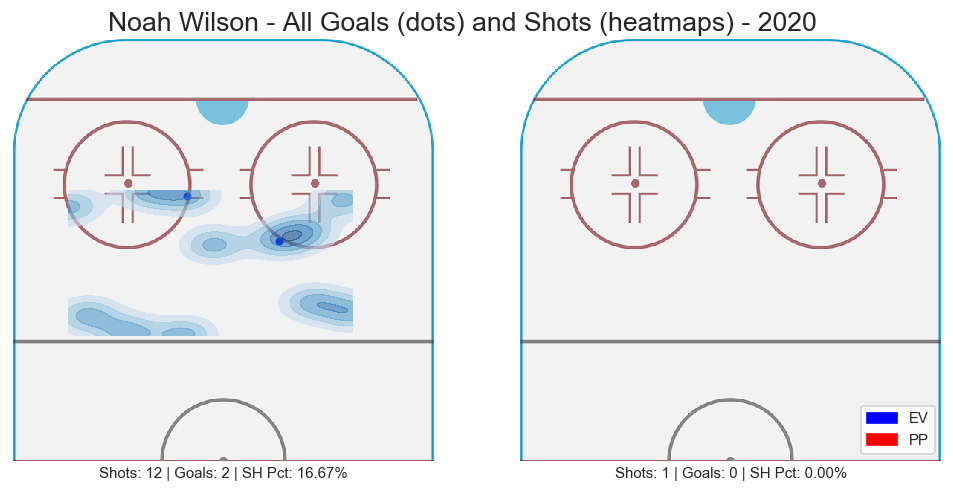 Noah Wilson - All Goals (dots) and Shots (heatmaps) - 2020
EV
PP
Shots: 12 | Goals: 2 | SH Pct: 16.67%
Shots: 1 | Goals: 0 | SH Pct: 0.00%